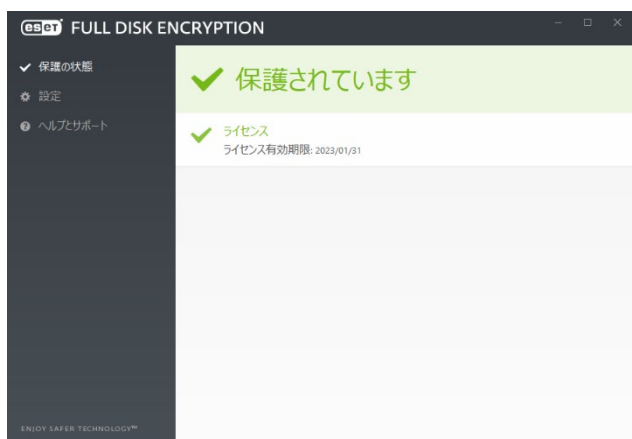 eset FULL DISK ENCRYPTION
保護の状態
設定
ヘルプとサポート
保護されています
ライセンス
ライセンス有効期限: 2023/01/31
ENJOY SAFER TECHNOLOGY™